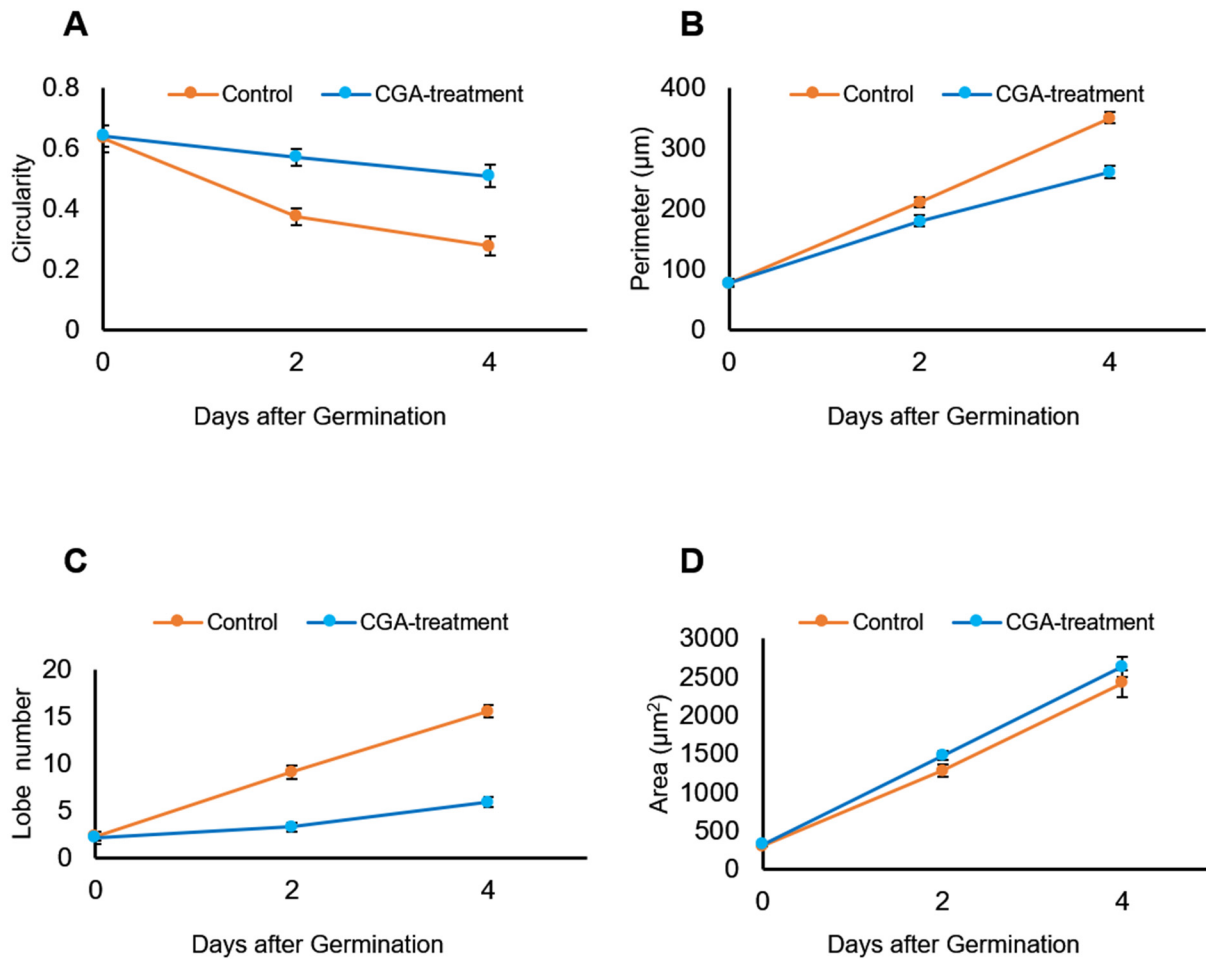 A
Control CGA-treatment
Circularity
0.8
0.6
0.4
0.2
0
0 2 4
Days after Germination
B
Control CGA-treatment
Perimeter (µm)
400
300
200
100
0
0 2 4
Days after Germination
C
Control CGA-treatment
Lobe number
20
15
10
5
0
0 2 4
Days after Germination
D
Control CGA-treatment
Area (µm²)
3000
2500
2000
1500
1000
500
0
0 2 4
Days after Germination